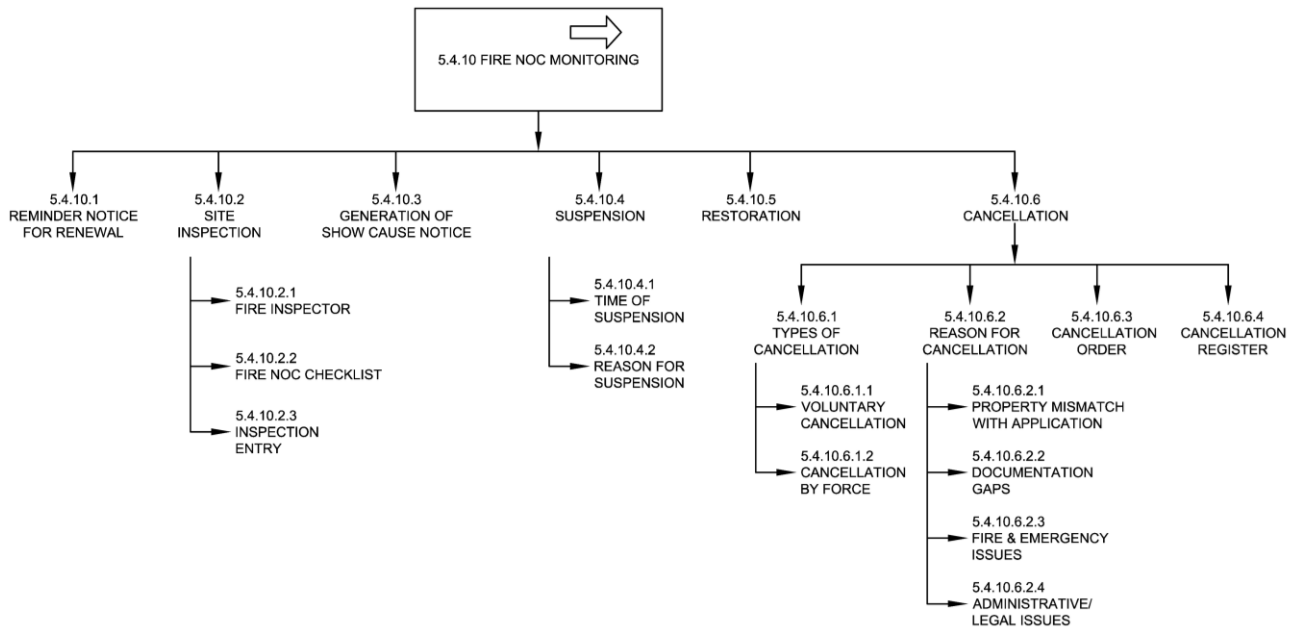 5.4.10 FIRE NOC MONITORING
5.4.10.1
REMINDER NOTICE
FOR RENEWAL
5.4.10.2
SITE
INSPECTION
5.4.10.3
GENERATION OF
SHOW CAUSE NOTICE
5.4.10.4
SUSPENSION
5.4.10.5
RESTORATION
5.4.10.6
CANCELLATION
5.4.10.2.1
FIRE INSPECTOR
5.4.10.2.2
FIRE NOC CHECKLIST
5.4.10.2.3
INSPECTION
ENTRY
5.4.10.4.1
TIME OF
SUSPENSION
5.4.10.4.2
REASON FOR
SUSPENSION
5.4.10.6.1
TYPES OF
CANCELLATION
5.4.10.6.2
REASON FOR
CANCELLATION
5.4.10.6.3
CANCELLATION
ORDER
5.4.10.6.4
CANCELLATION
REGISTER
5.4.10.6.1.1
VOLUNTARY
CANCELLATION
5.4.10.6.1.2
CANCELLATION
BY FORCE
5.4.10.6.2.1
PROPERTY MISMATCH
WITH APPLICATION
5.4.10.6.2.2
DOCUMENTATION
GAPS
5.4.10.6.2.3
FIRE & EMERGENCY
ISSUES
5.4.10.6.2.4
ADMINISTRATIVE/
LEGAL ISSUES